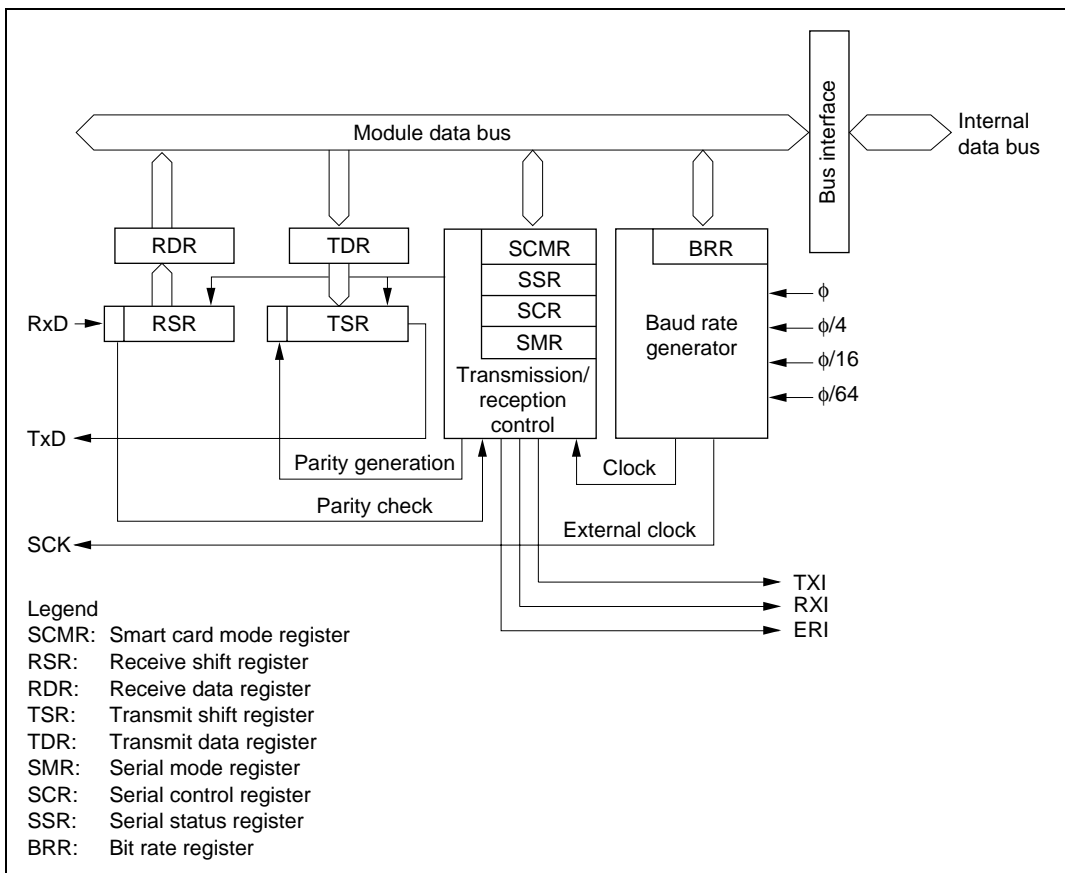 Module data bus
Bus interface
Internal
data bus
RDR
TDR
SCMR
SSR
SCR
SMR
Transmission/
reception
control
BRR
Baud rate
generator
ϕ
ϕ/4
ϕ/16
ϕ/64
RxD
RSR
TSR
TxD
Parity generation
Parity check
Clock
External clock
SCK
TXI
RXI
ERI
Legend
SCMR: Smart card mode register
RSR: Receive shift register
RDR: Receive data register
TSR: Transmit shift register
TDR: Transmit data register
SMR: Serial mode register
SCR: Serial control register
SSR: Serial status register
BRR: Bit rate register